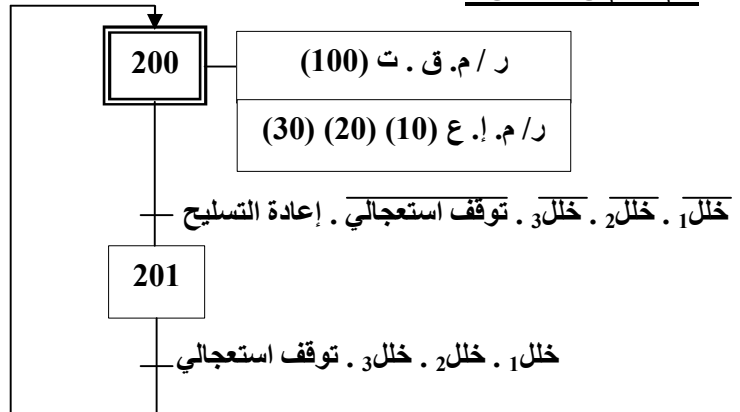 200
ر / م. ق . ت (100)
ر/ م. إ. ع (10) (20) (30)
خلل1 . خلل2 . خلل3 . توقف استعجالي . إعادة التسليح
201
خلل1 . خلل2 . خلل3 . توقف استعجالي